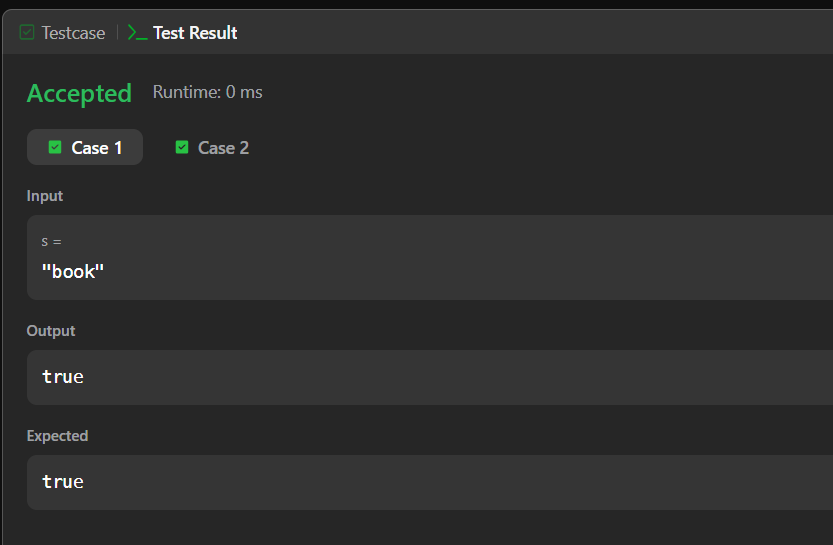 Testcase Test Result
Accepted Runtime: 0 ms
Case 1 Case 2
Input
s =
"book"
Output
true
Expected
true